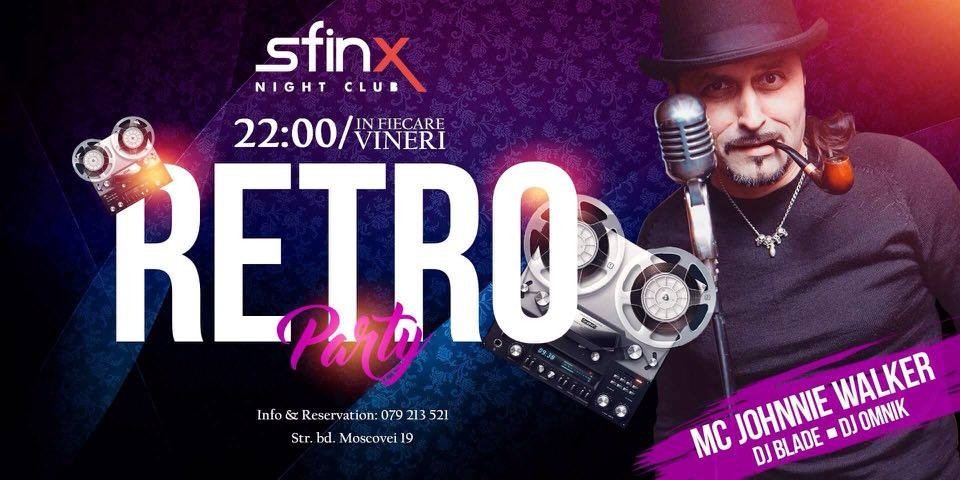 sfinx
NIGHT CLUB
22:00/ IN FIECARE
VINERI
RETRO
Party
Info & Reservation: 079 213 521
Str. bd. Moscovei 19
MC JOHNNIE WALKER
DJ BLADE ▪ DJ OMNIK